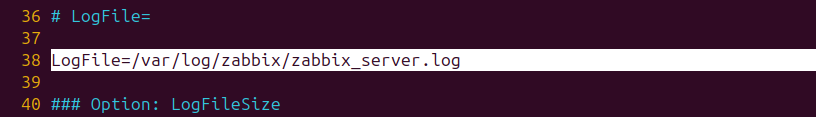 36 # LogFile=
37
38 LogFile=/var/log/zabbix/zabbix_server.log
39
40 ### Option: LogFileSize